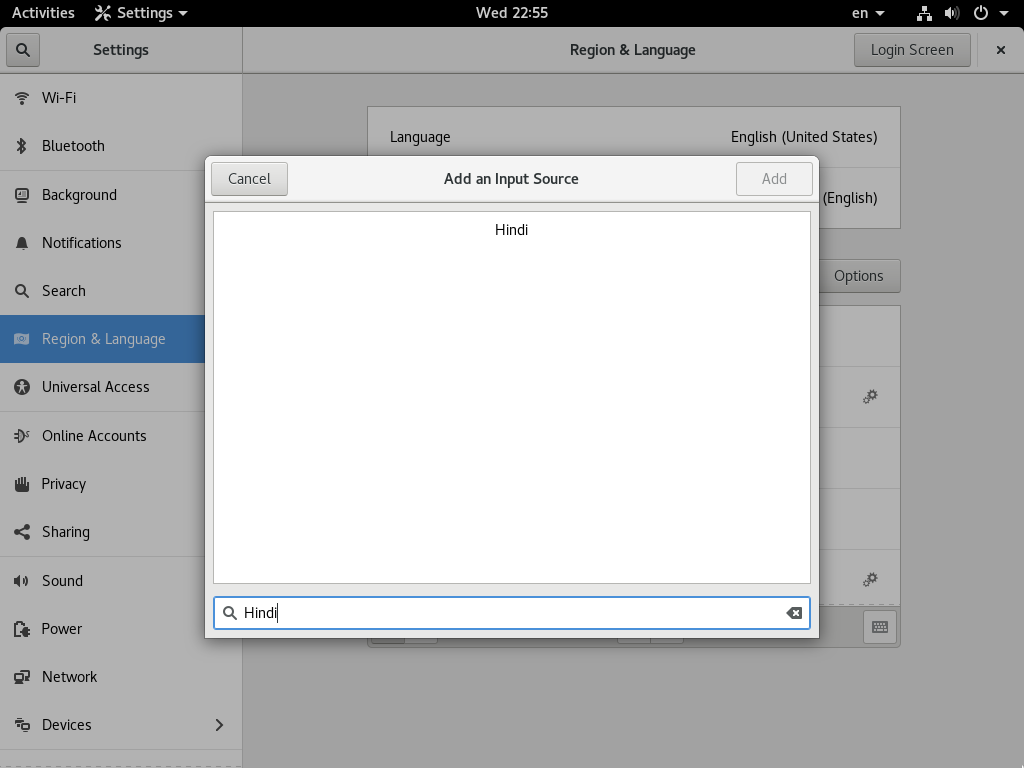 Activities Settings Wed 22:55 en
Settings Region & Language Login Screen
Wi-Fi
Bluetooth
Background
Notifications
Search
Region & Language
Universal Access
Online Accounts
Privacy
Sharing
Sound
Power
Network
Devices
Language English (United States)
(English)
Options
Cancel Add an Input Source Add
Hindi
Hindi